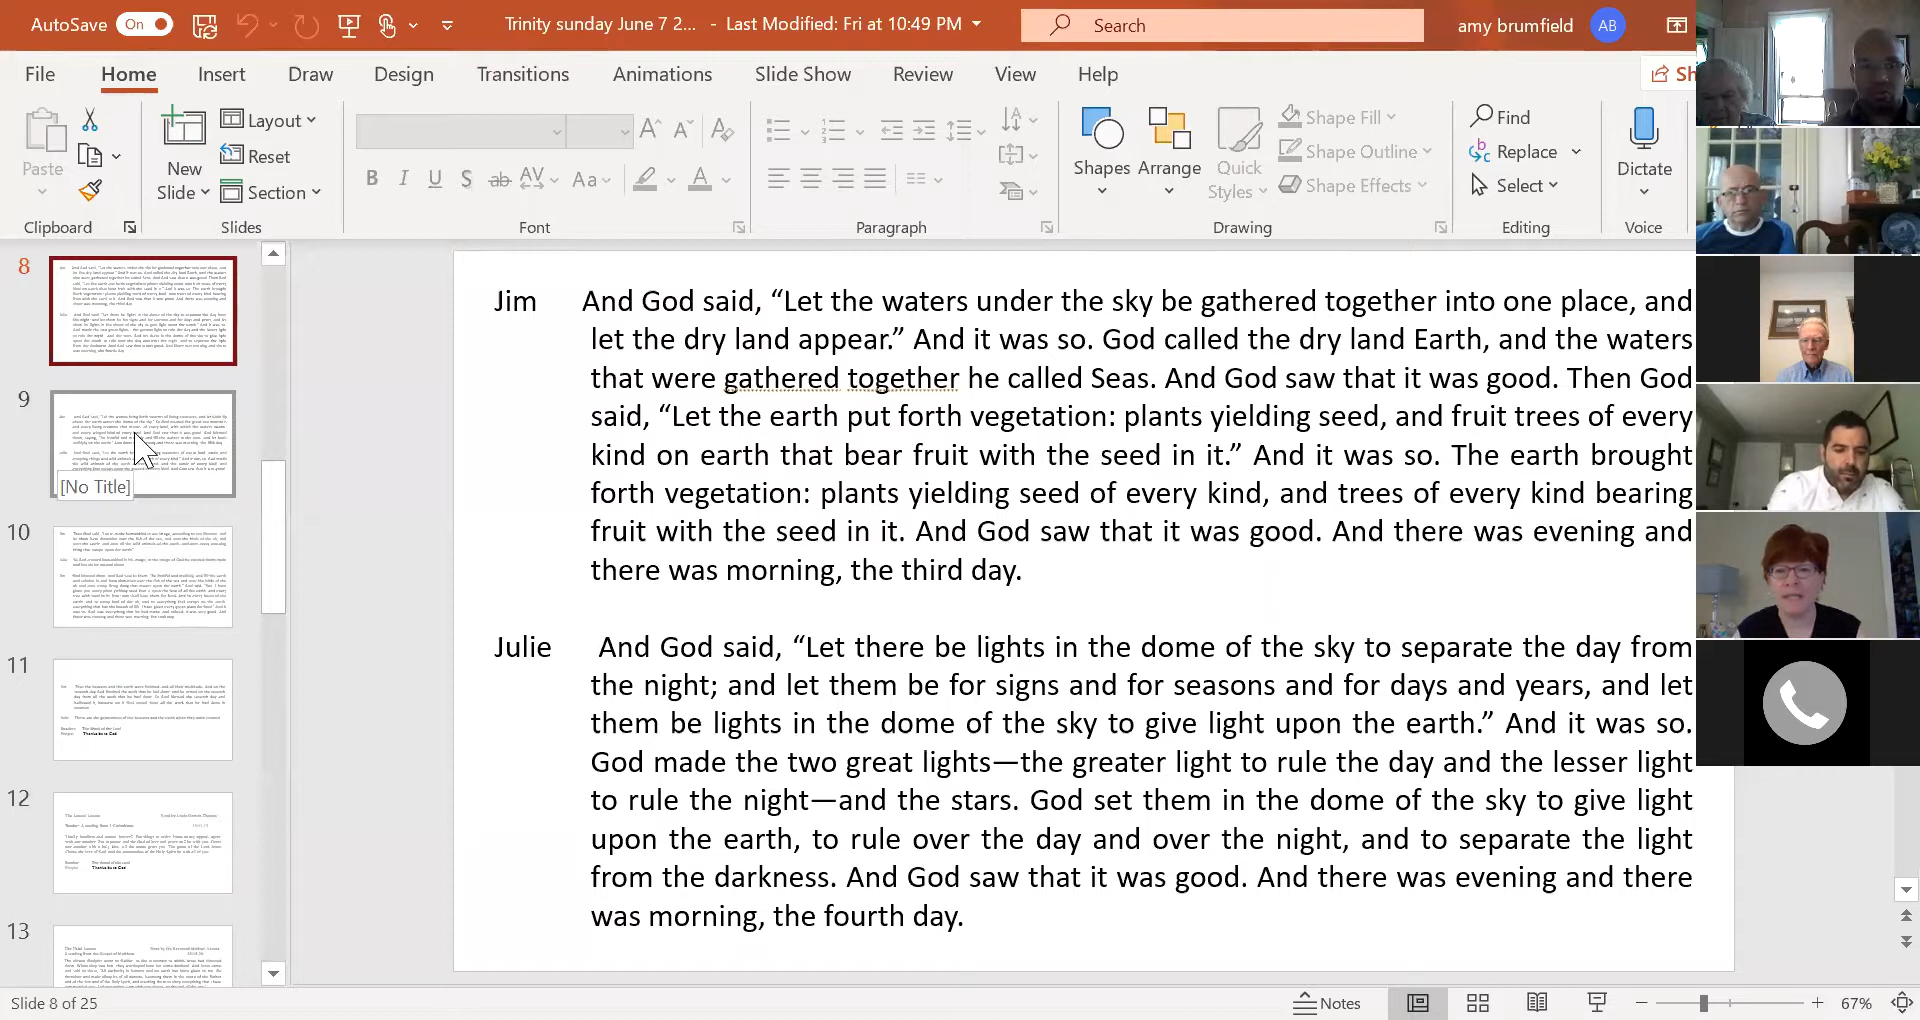 AutoSave On Trinity sunday June 7 2... - Last Modified: Fri at 10:49 PM Search amy brumfield AB
File Home Insert Draw Design Transitions Animations Slide Show Review View Help Sh
Paste New Slide Layout Reset Section
Shapes Arrange Quick Styles Shape Fill Shape Outline Shape Effects
Find Replace Select Dictate
Clipboard Slides Font Paragraph Drawing Editing Voice
8
9
[No Title]
10
11
12
13
Jim And God said, “Let the waters under the sky be gathered together into one place, and
let the dry land appear.” And it was so. God called the dry land Earth, and the waters
that were gathered together he called Seas. And God saw that it was good. Then God
said, “Let the earth put forth vegetation: plants yielding seed, and fruit trees of every
kind on earth that bear fruit with the seed in it.” And it was so. The earth brought
forth vegetation: plants yielding seed of every kind, and trees of every kind bearing
fruit with the seed in it. And God saw that it was good. And there was evening and
there was morning, the third day.
Julie And God said, “Let there be lights in the dome of the sky to separate the day from
the night; and let them be for signs and for seasons and for days and years, and let
them be lights in the dome of the sky to give light upon the earth.” And it was so.
God made the two great lights—the greater light to rule the day and the lesser light
to rule the night—and the stars. God set them in the dome of the sky to give light
upon the earth, to rule over the day and over the night, and to separate the light
from the darkness. And God saw that it was good. And there was evening and there
was morning, the fourth day.
Slide 8 of 25 Notes 67%